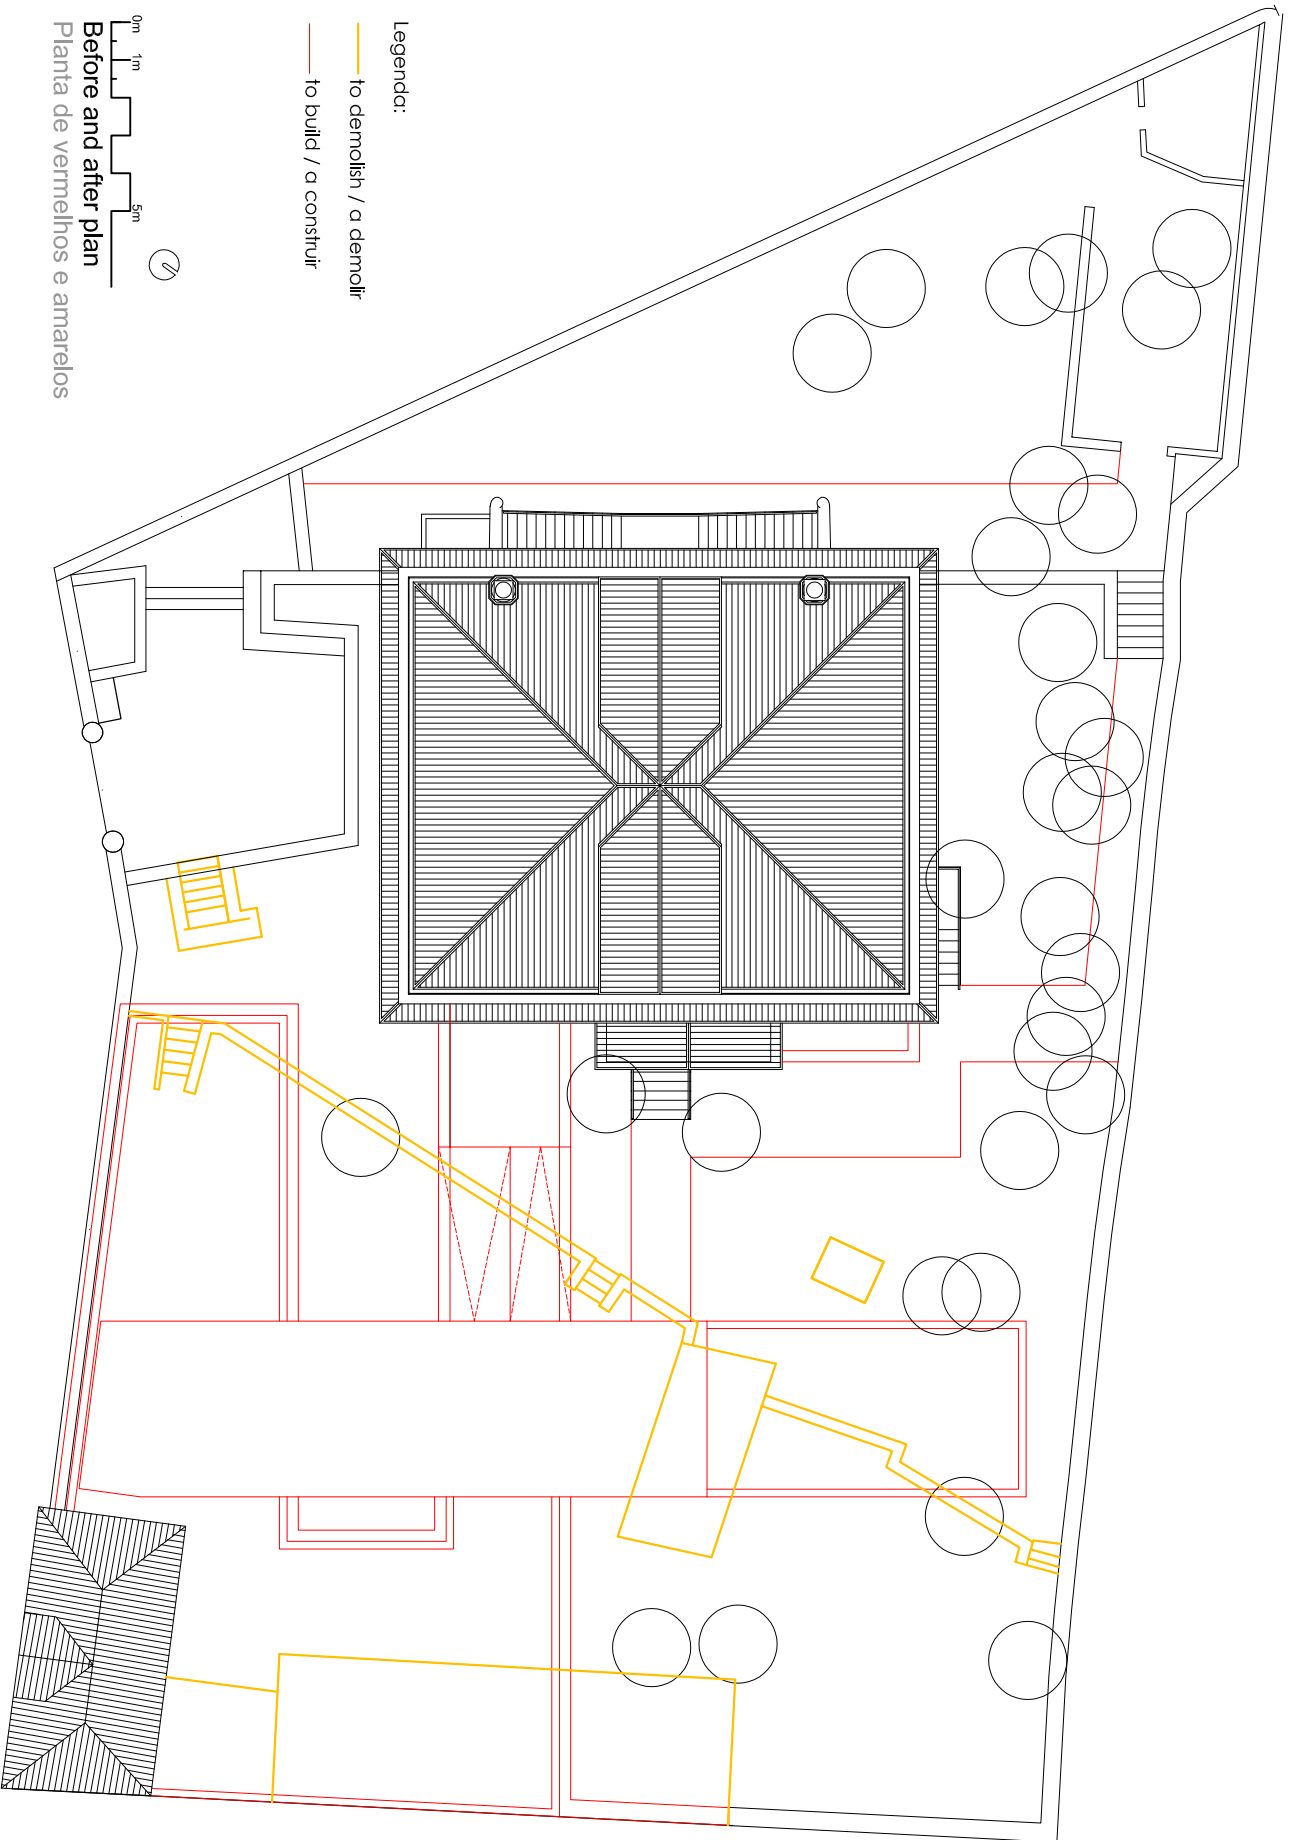 Legenda:
to demolish / a demolir
to build / a construir
0m 1m 5m
Before and after plan
Planta de vermelhos e amarelos